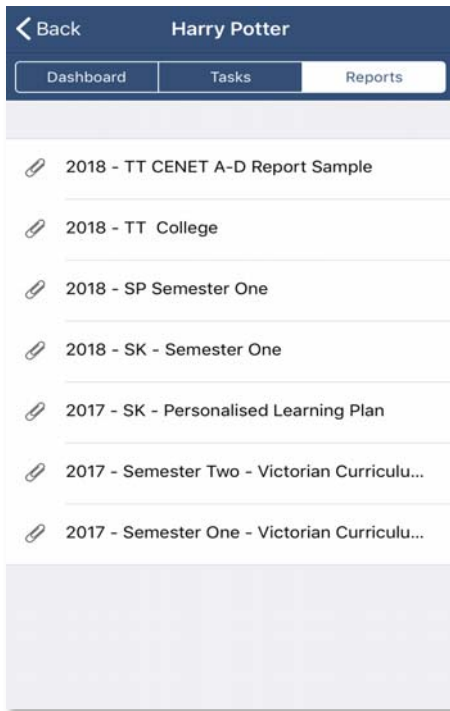 Back
Harry Potter
Dashboard
Tasks
Reports
2018 - TT CENET A-D Report Sample
2018 - TT  College
2018 - SP Semester One
2018 - SK - Semester One
2017 - SK - Personalised Learning Plan
2017 - Semester Two - Victorian Curriculu...
2017 - Semester One - Victorian Curriculu...